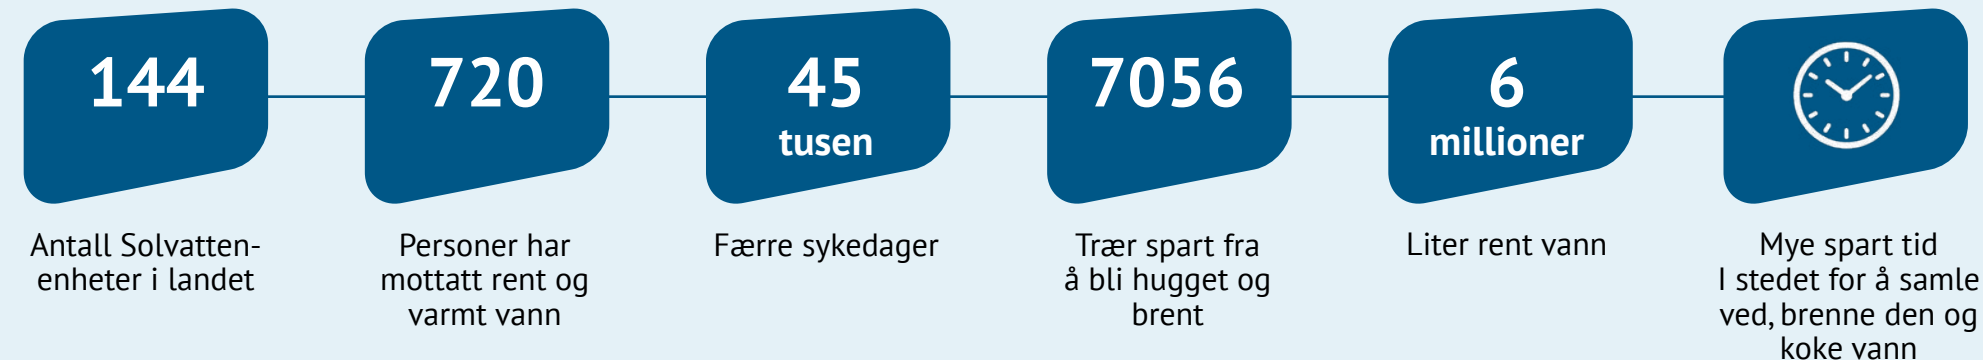 144
Antall Solvatten-
enheter i landet
720
Personer har
mottatt rent og
varmt vann
45
tusen
Færre sykedager
7056
Trær spart fra
å bli hugget og
brent
6
millioner
Liter rent vann
Mye spart tid
I stedet for å samle
ved, brenne den og
koke vann